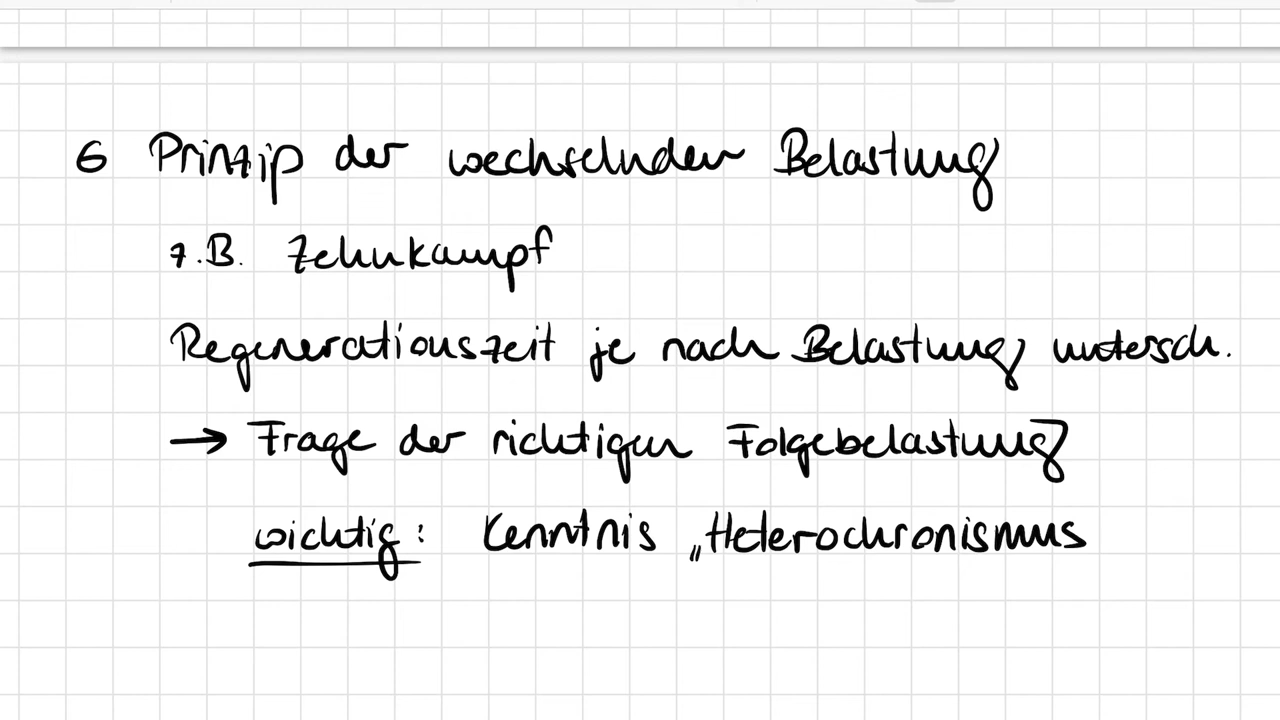 6 Prinzip der wechselnden Belastung
z.B. Zehnkampf
Regenerationszeit je nach Belastung untersch.
→ Frage der richtigen Folgebelastung
wichtig: Kenntnis „Heterochronismus